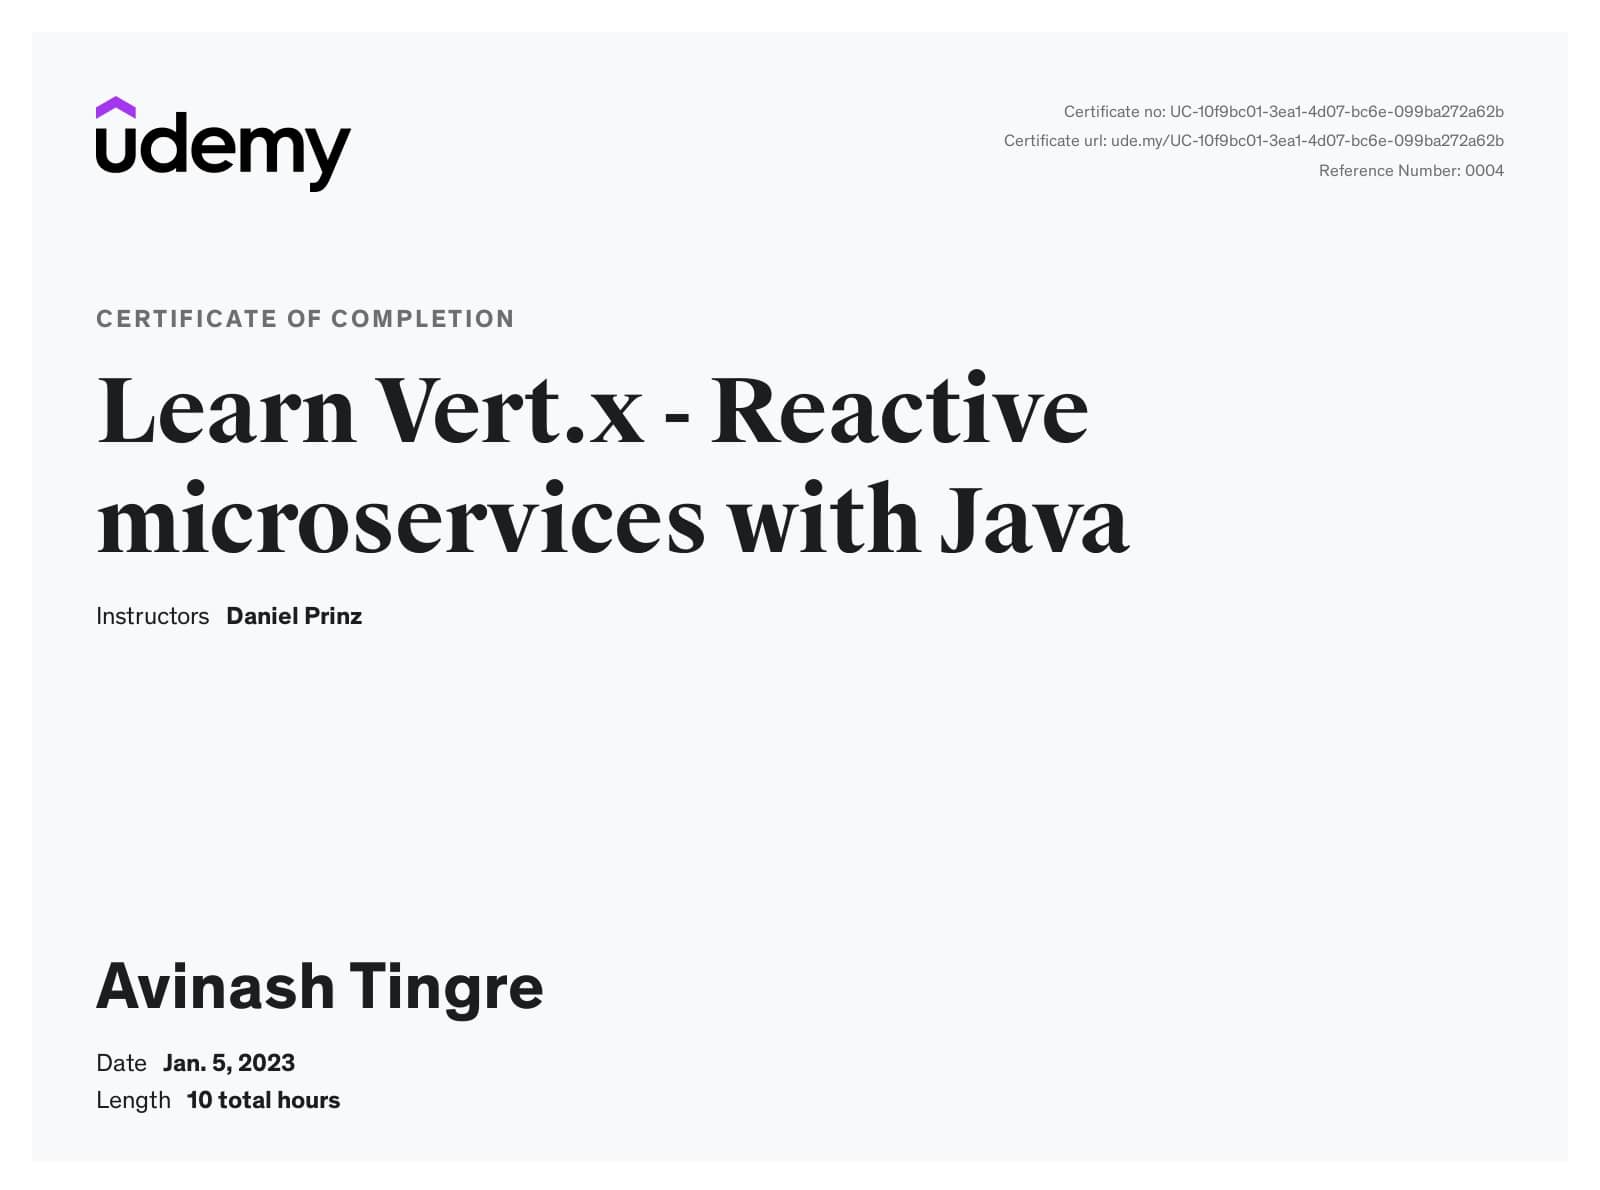 udemy
Certificate no: UC-10f9bc01-3ea1-4d07-bc6e-099ba272a62b
Certificate url: ude.my/UC-10f9bc01-3ea1-4d07-bc6e-099ba272a62b
Reference Number: 0004
CERTIFICATE OF COMPLETION
Learn Vert.x - Reactive
microservices with Java
Instructors Daniel Prinz
Avinash Tingre
Date Jan. 5, 2023
Length 10 total hours